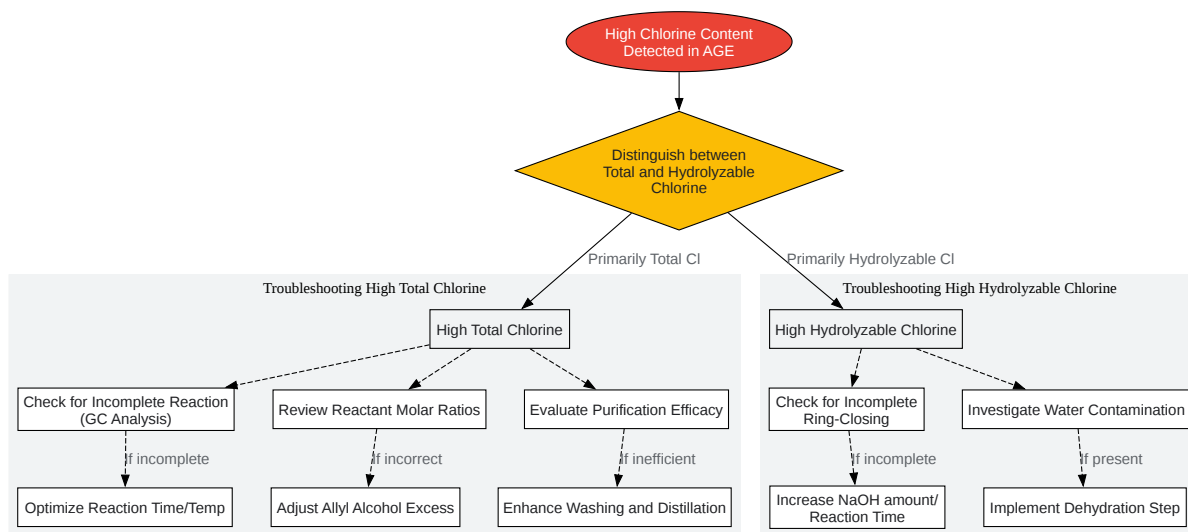 High Chlorine Content
Detected in AGE
Distinguish between
Total and Hydrolyzable
Chlorine
Primarily Total Cl
Primarily Hydrolyzable Cl
Troubleshooting High Total Chlorine
Troubleshooting High Hydrolyzable Chlorine
High Total Chlorine
High Hydrolyzable Chlorine
Check for Incomplete Reaction
(GC Analysis)
Review Reactant Molar Ratios
Evaluate Purification Efficacy
Check for Incomplete
Ring-Closing
Investigate Water Contamination
If incomplete
If incorrect
If inefficient
If incomplete
If present
Optimize Reaction Time/Temp
Adjust Allyl Alcohol Excess
Enhance Washing and Distillation
Increase NaOH amount/
Reaction Time
Implement Dehydration Step